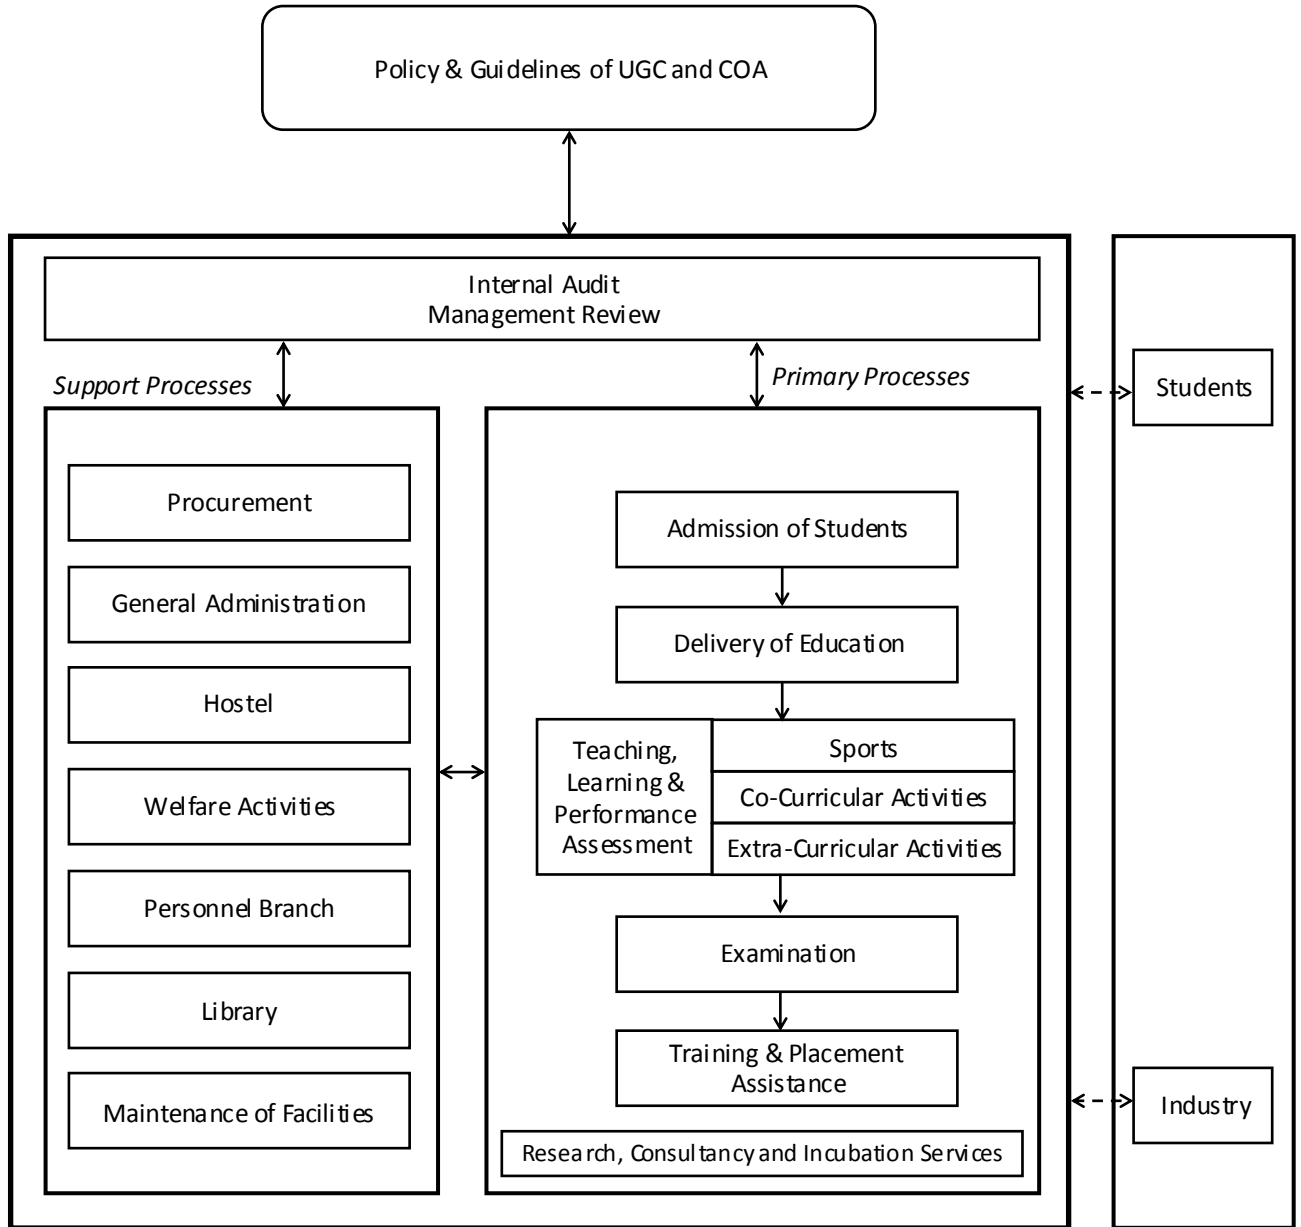 Policy & Guidelines of UGC and COA
Internal Audit
Management Review
Support Processes
Primary Processes
Students
Procurement
General Administration
Hostel
Welfare Activities
Personnel Branch
Library
Maintenance of Facilities
Admission of Students
Delivery of Education
Teaching,
Learning &
Performance
Assessment
Sports
Co-Curricular Activities
Extra-Curricular Activities
Examination
Training & Placement
Assistance
Research, Consultancy and Incubation Services
Industry